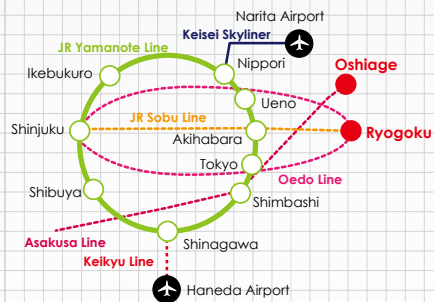 Narita Airport
Keisei Skyliner
JR Yamanote Line
Nippori
Oshiage
Ikebukuro
Ueno
JR Sobu Line
Shinjuku
Akihabara
Ryogoku
Tokyo
Oedo Line
Shibuya
Shimbashi
Asakusa Line
Shinagawa
Keikyu Line
Haneda Airport